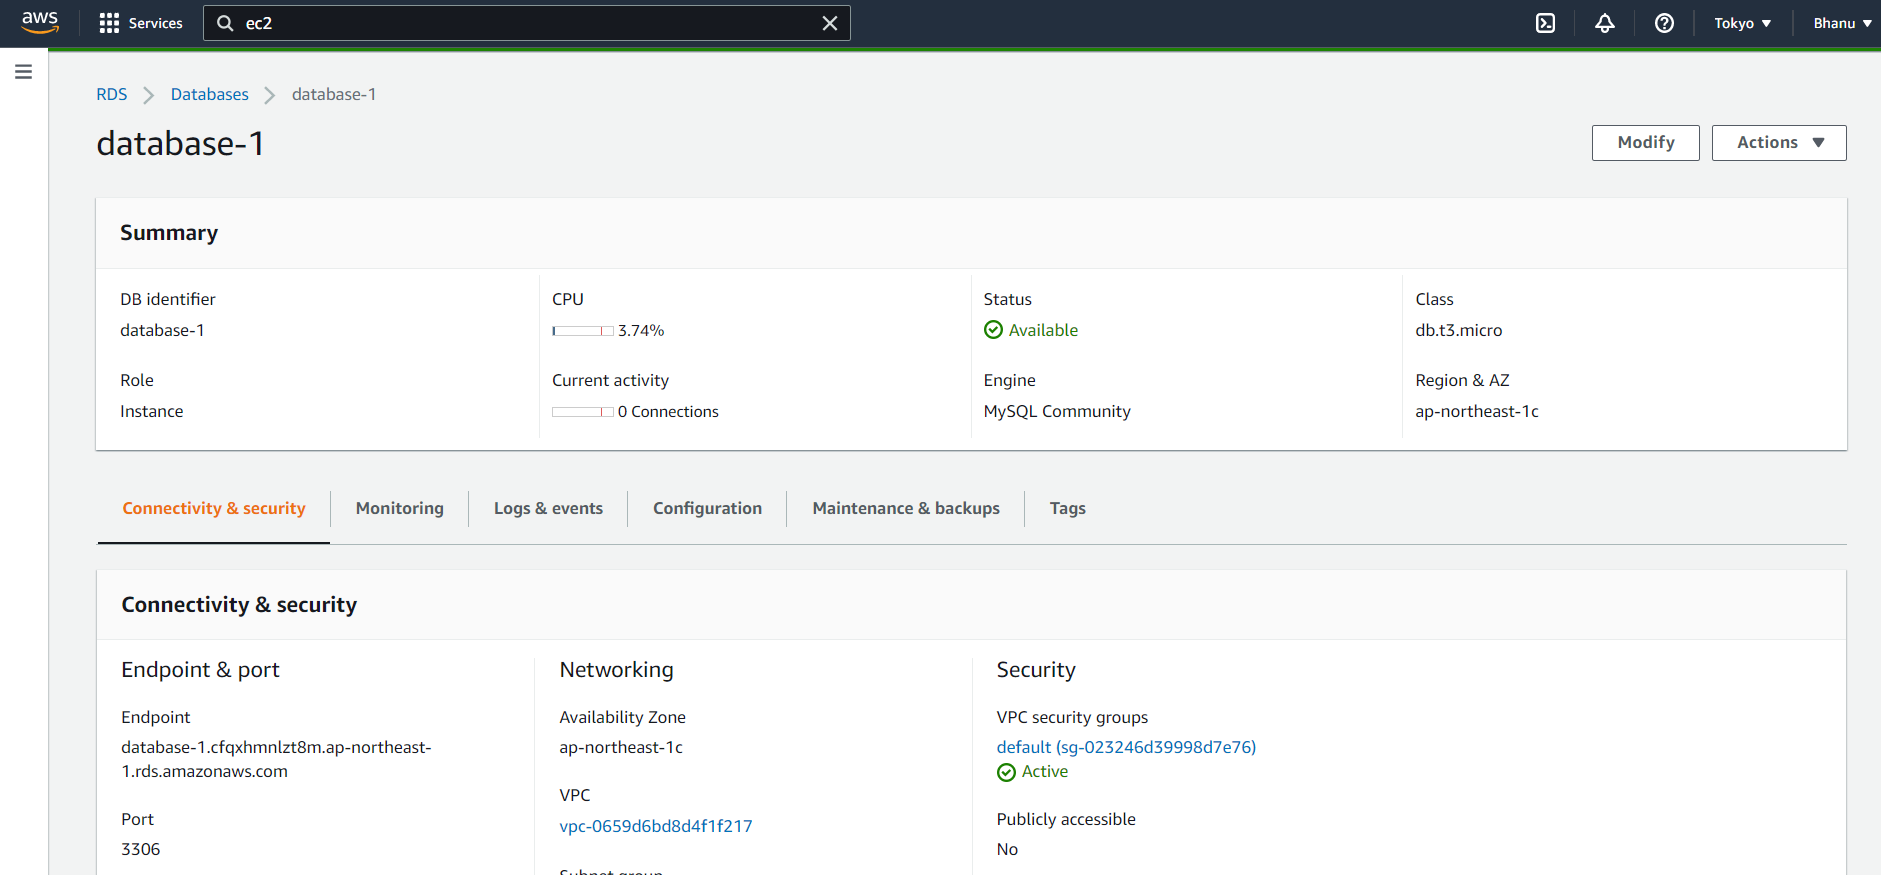 aws
Services
ec2
Tokyo
Bhanu
RDS
Databases
database-1
database-1
Modify
Actions
Summary
DB identifier
database-1
CPU
3.74%
Status
Available
Class
db.t3.micro
Role
Instance
Current activity
0 Connections
Engine
MySQL Community
Region & AZ
ap-northeast-1c
Connectivity & security
Monitoring
Logs & events
Configuration
Maintenance & backups
Tags
Connectivity & security
Endpoint & port
Endpoint
database-1.cfqxhmnlzt8m.ap-northeast-
1.rds.amazonaws.com
Port
3306
Networking
Availability Zone
ap-northeast-1c
VPC
vpc-0659d6bd8d4f1f217
Subnet group
Security
VPC security groups
default (sg-023246d39998d7e76)
Active
Publicly accessible
No